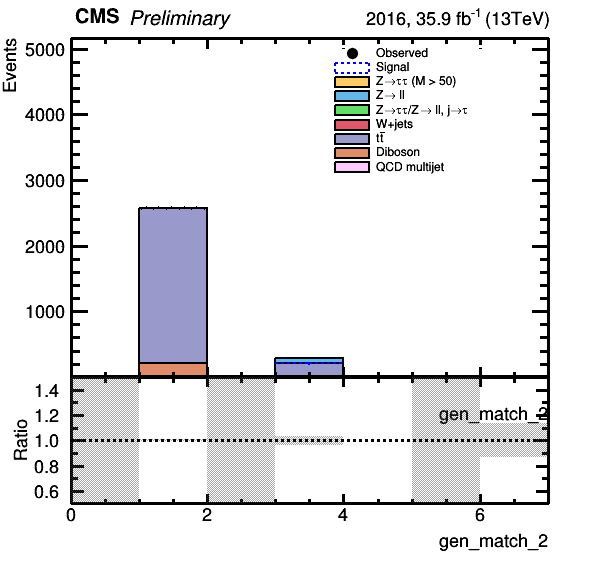 CMS Preliminary 2016, 35.9 fb⁻¹ (13TeV)
Events
5000
4000
3000
2000
1000
Observed
Signal
Z→ττ (M > 50)
Z→ ll
Z→ττ/Z→ ll, j→τ
W+jets
tt̄
Diboson
QCD multijet
Ratio
1.4
1.2
1.0
0.8
0.6
gen_match_2
0 2 4 6
gen_match_2